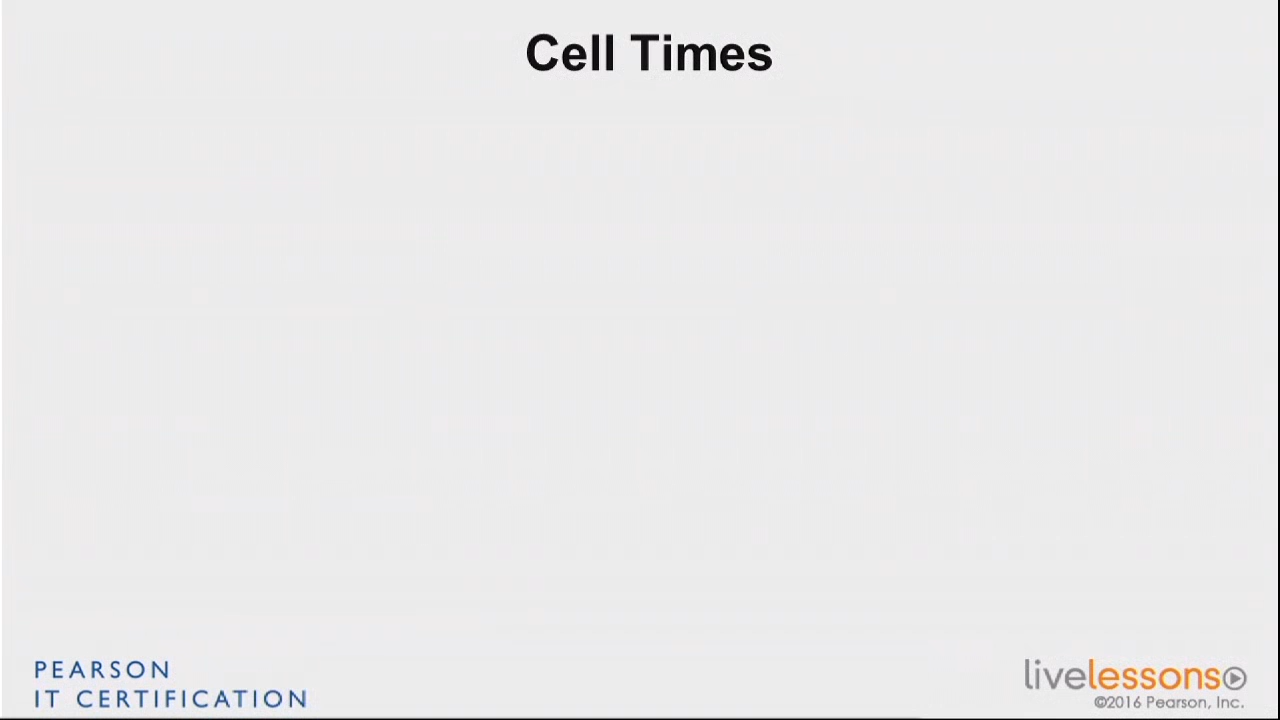 Cell Times
PEARSON
IT CERTIFICATION
livelessons
©2016 Pearson, Inc.